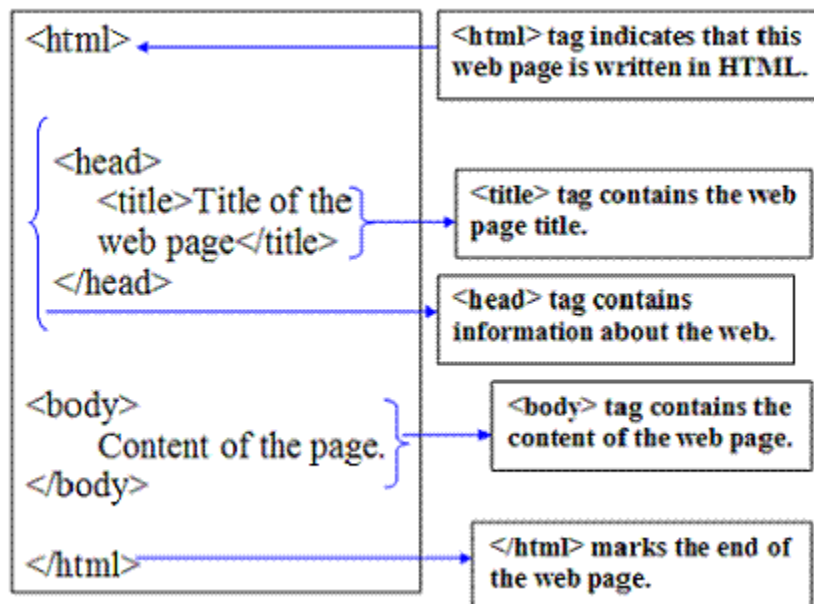 <html>
<html> tag indicates that this
web page is written in HTML.
<head>
<title>Title of the
web page</title>
</head>
<title> tag contains the web
page title.
<head> tag contains
information about the web.
<body>
Content of the page.
</body>
<body> tag contains the
content of the web page.
</html>
</html> marks the end of
the web page.